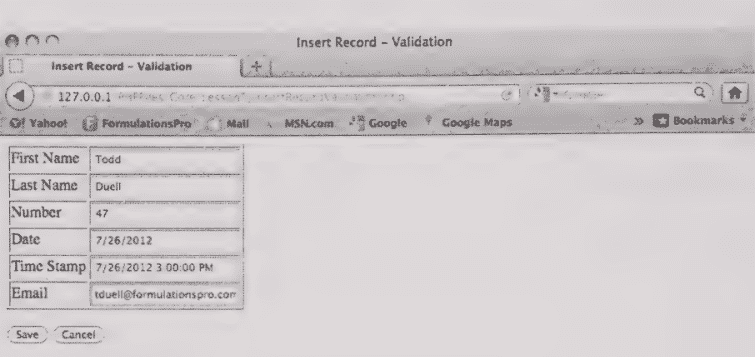 Insert Record – Validation
Insert Record – Validation +
127.0.0.1
Yahoo! FormulationsPro Mail MSN.com Google Google Maps » Bookmarks
First Name Todd
Last Name Duell
Number 47
Date 7/26/2012
Time Stamp 7/26/2012 3:00:00 PM
Email tduell@formulationspro.com
Save Cancel